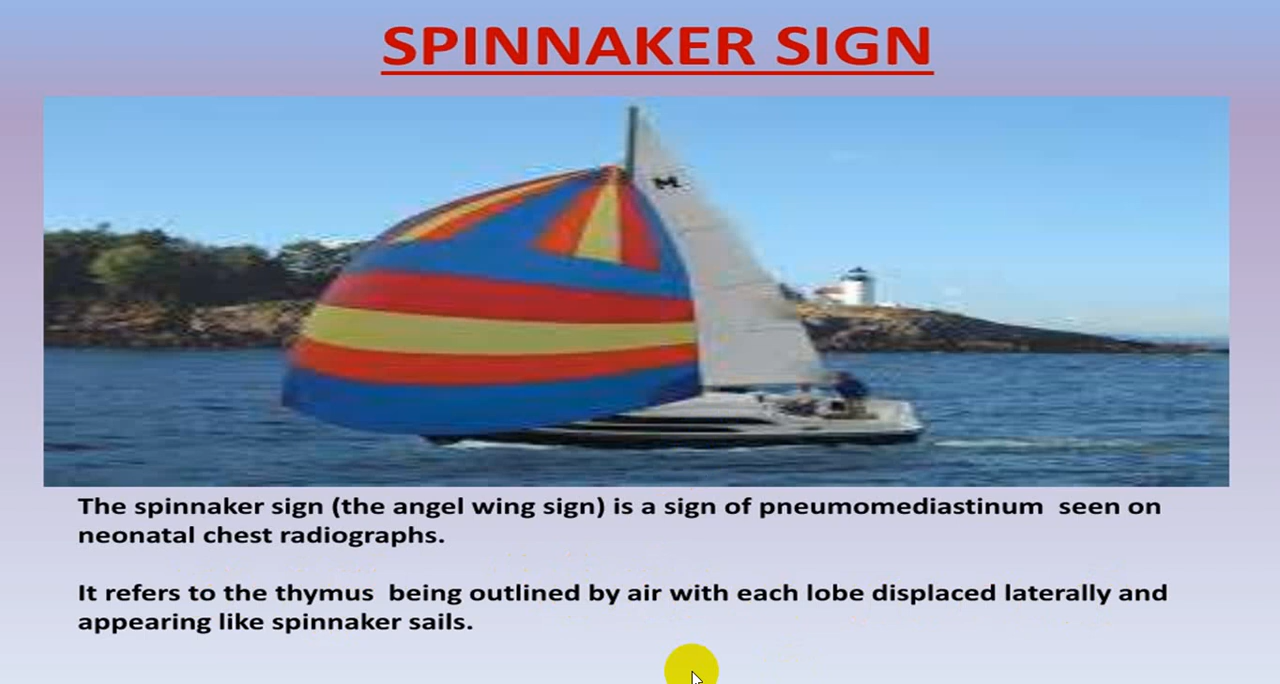 SPINNAKER SIGN
M
The spinnaker sign (the angel wing sign) is a sign of pneumomediastinum  seen on
neonatal chest radiographs.
It refers to the thymus  being outlined by air with each lobe displaced laterally and
appearing like spinnaker sails.